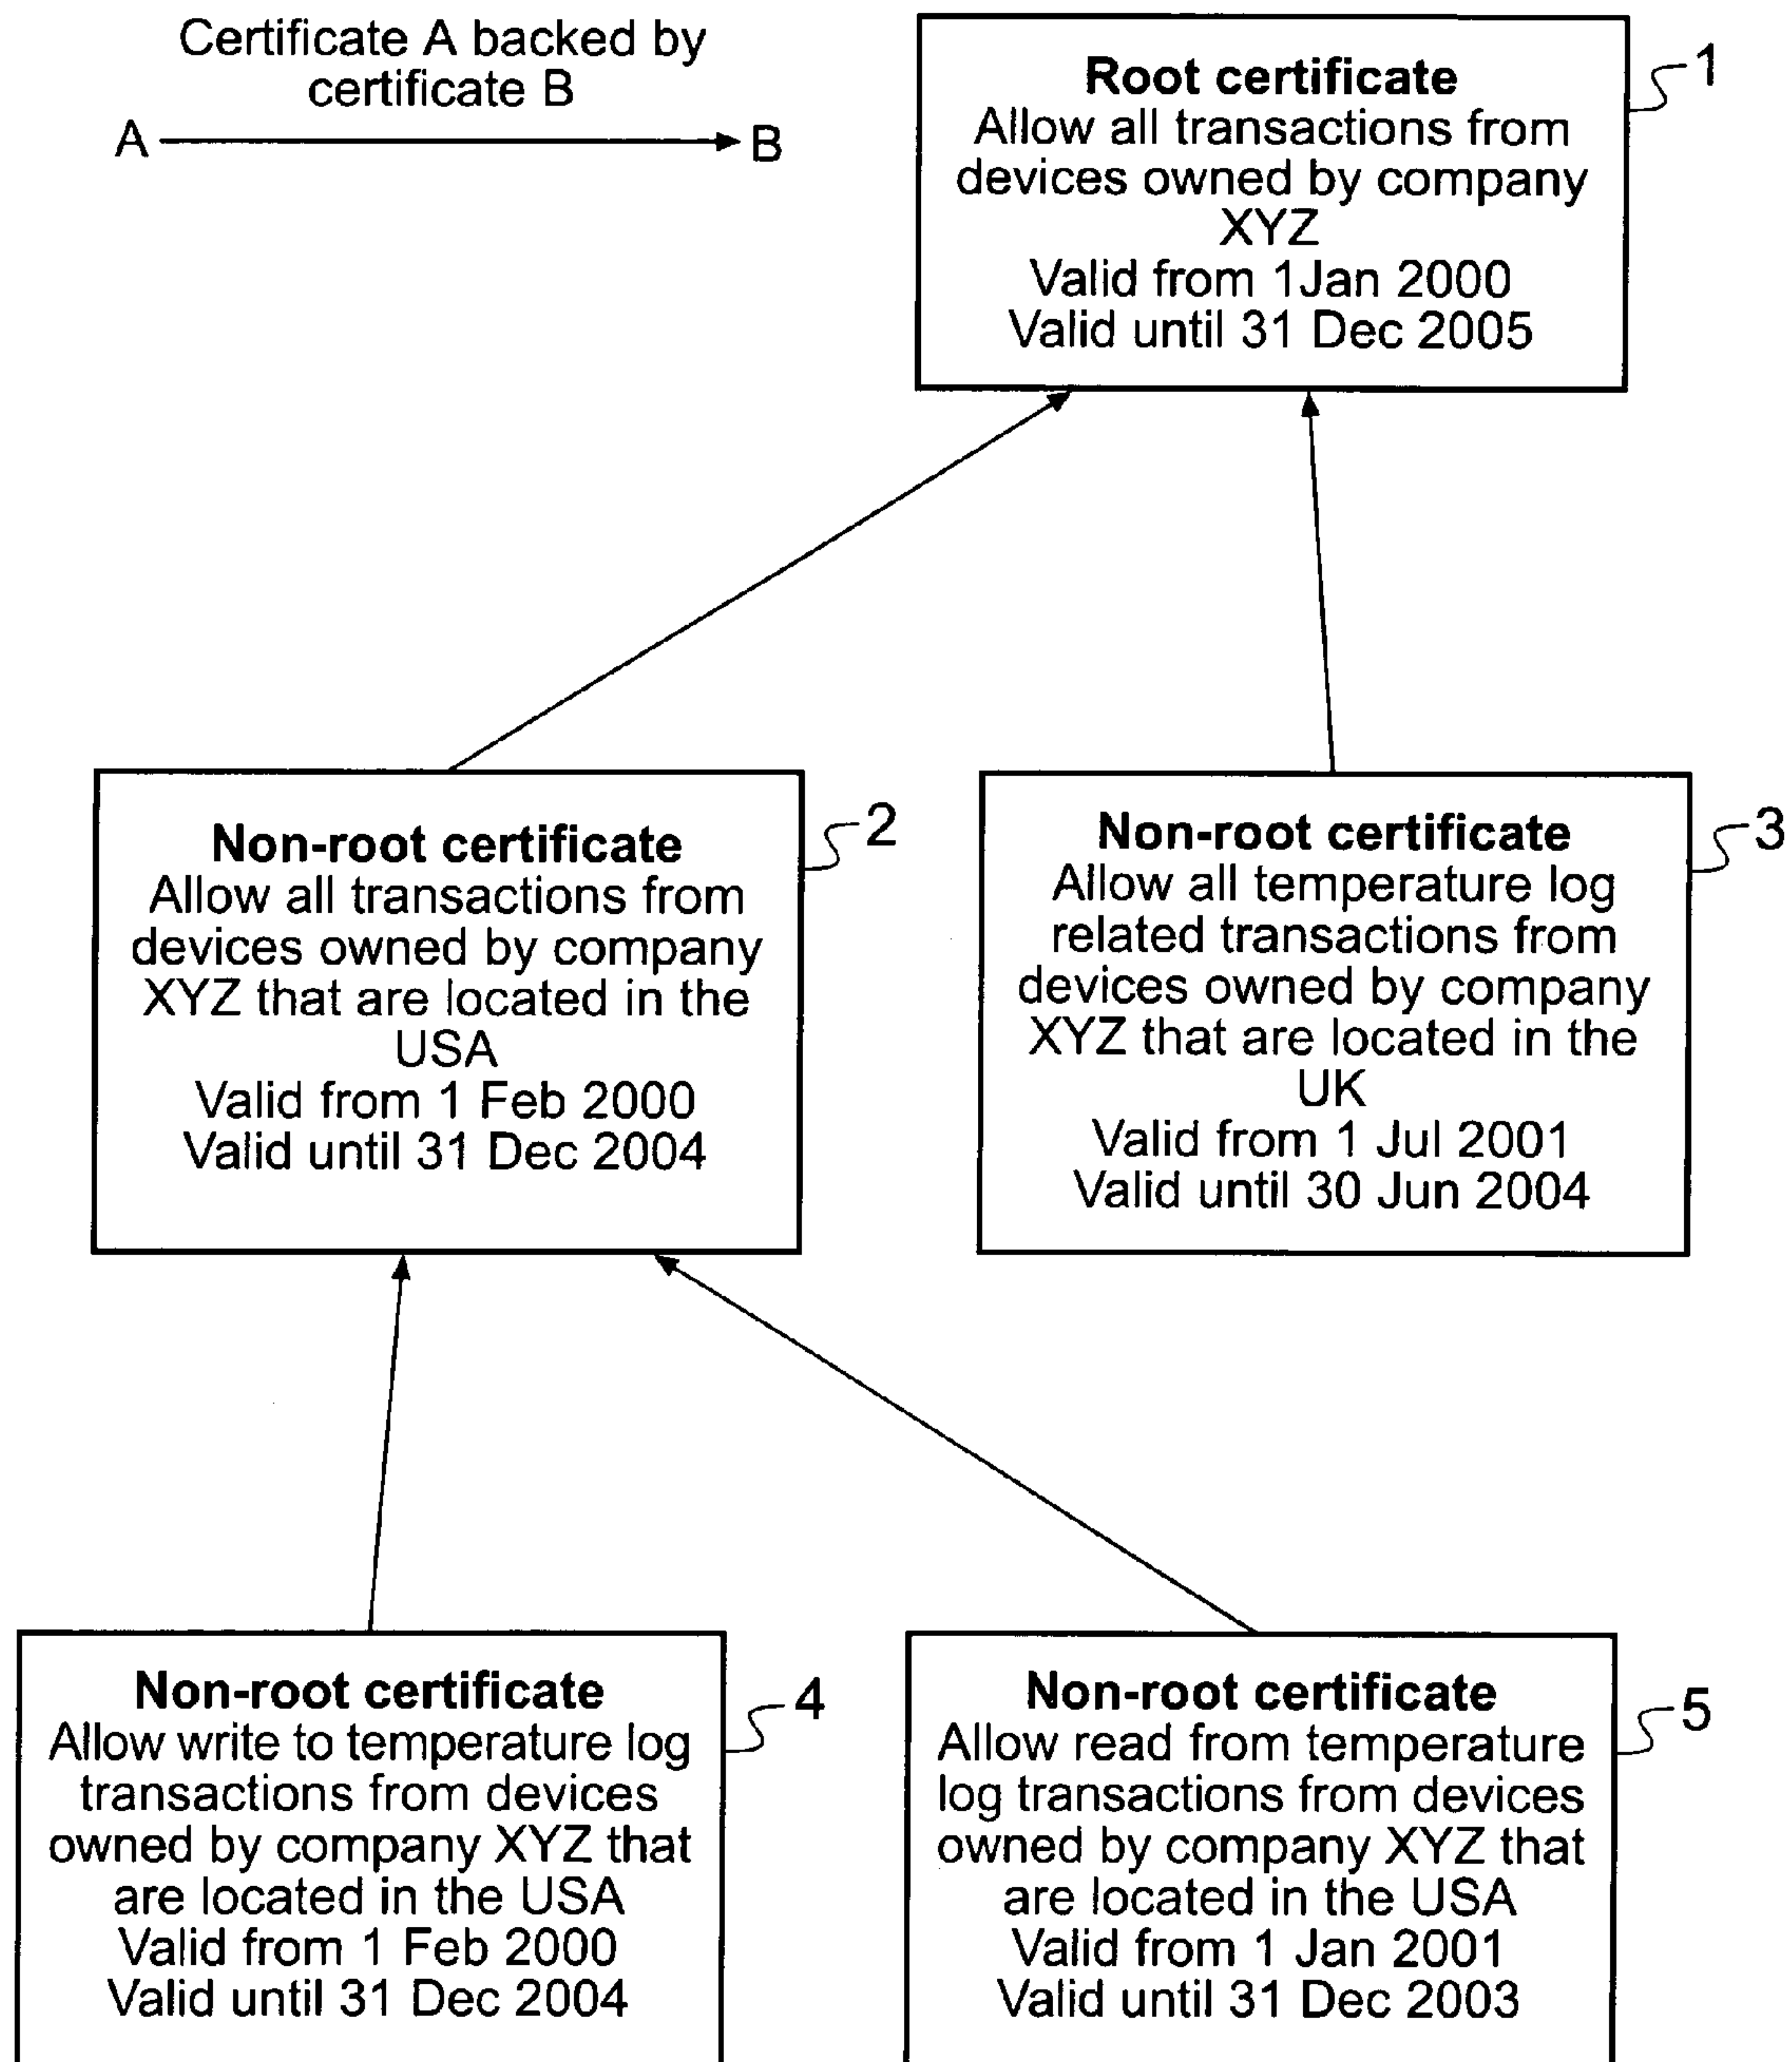 Certificate A backed by
certificate B
A
B
Root certificate
Allow all transactions from
devices owned by company
XYZ
Valid from 1Jan 2000
Valid until 31 Dec 2005
1
Non-root certificate
Allow all transactions from
devices owned by company
XYZ that are located in the
USA
Valid from 1 Feb 2000
Valid until 31 Dec 2004
2
Non-root certificate
Allow all temperature log
related transactions from
devices owned by company
XYZ that are located in the
UK
Valid from 1 Jul 2001
Valid until 30 Jun 2004
3
Non-root certificate
Allow write to temperature log
transactions from devices
owned by company XYZ that
are located in the USA
Valid from 1 Feb 2000
Valid until 31 Dec 2004
4
Non-root certificate
Allow read from temperature
log transactions from devices
owned by company XYZ that
are located in the USA
Valid from 1 Jan 2001
Valid until 31 Dec 2003
5